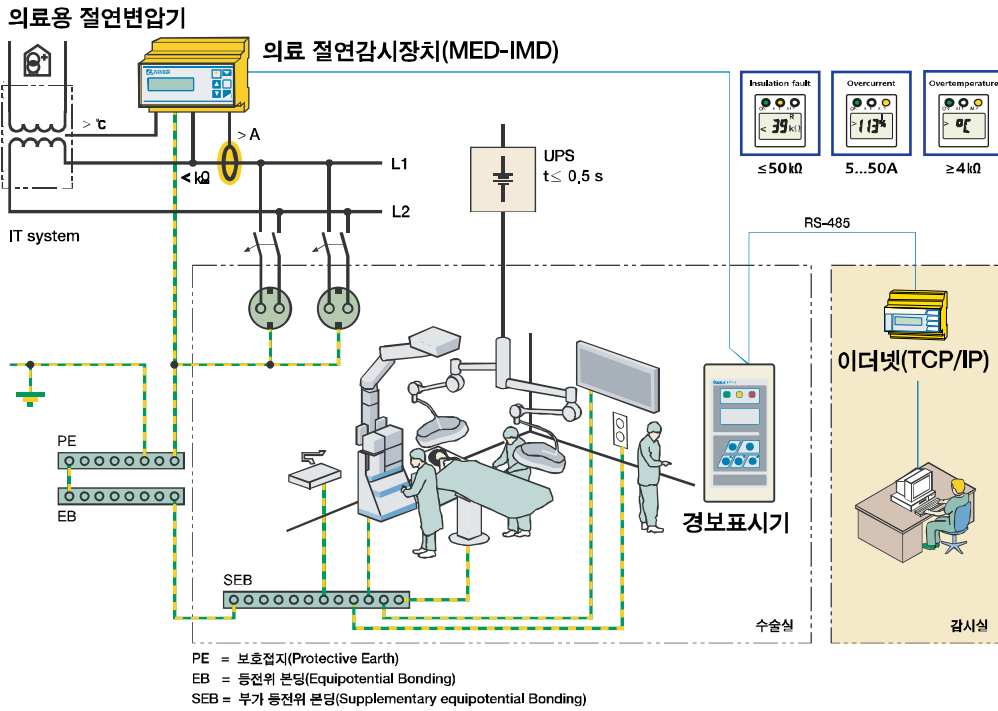 의료용 절연변압기
의료 절연감시장치(MED-IMD)
Insulation fault
Overcurrent
Overtemperature
< 39 kΩ
R
> 113 %
> °C
≤50kΩ
5...50A
≥4kΩ
> ℃
> A
< kΩ
L1
L2
IT system
UPS
t≤ 0.5 s
RS-485
이더넷(TCP/IP)
PE
EB
경보표시기
SEB
수술실
감시실
PE = 보호접지(Protective Earth)
EB = 등전위 본딩(Equipotential Bonding)
SEB = 부가 등전위 본딩(Supplementary equipotential Bonding)